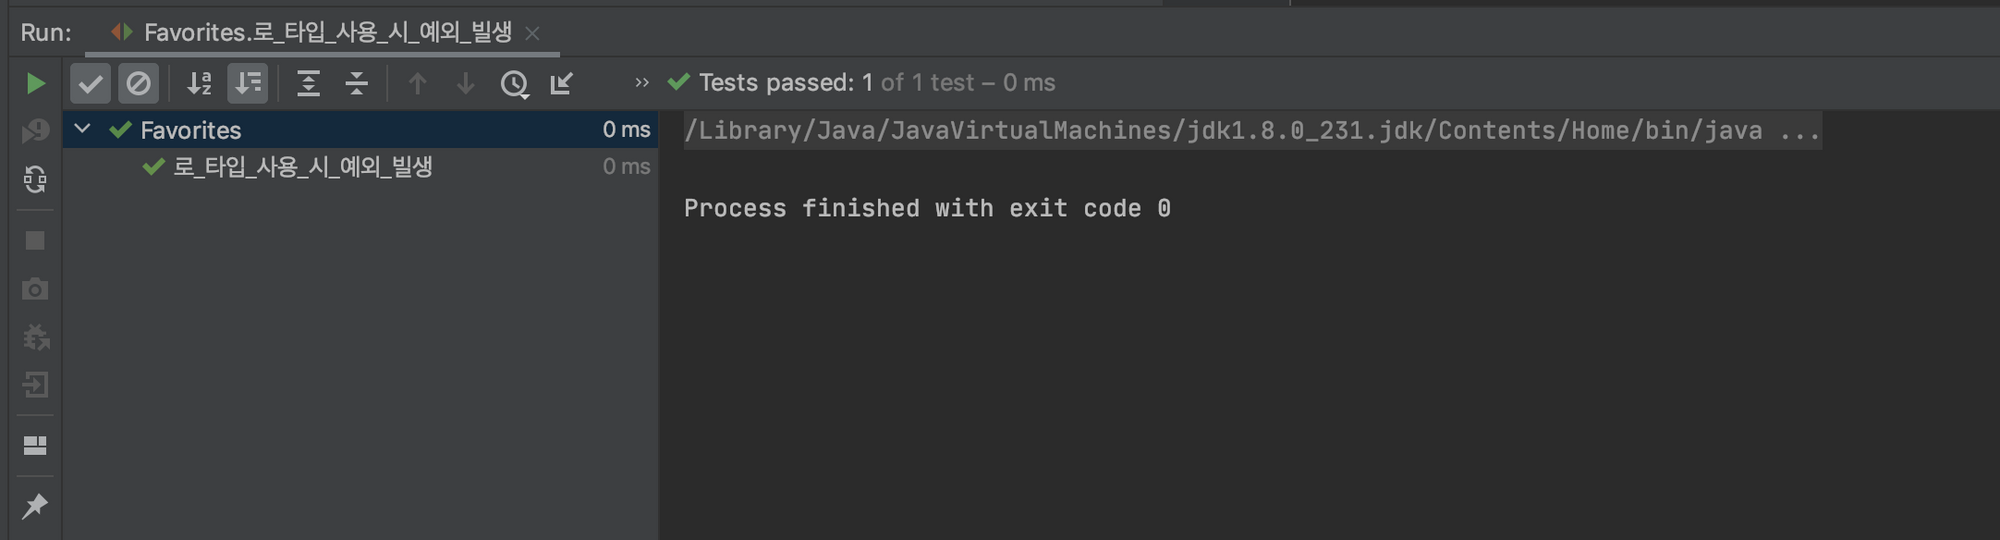 Run: Favorites.로_타입_사용_시_예외_빌생
Tests passed: 1 of 1 test – 0 ms
Favorites 0 ms
/Library/Java/JavaVirtualMachines/jdk1.8.0_231.jdk/Contents/Home/bin/java ...
로_타입_사용_시_예외_빌생 0 ms
Process finished with exit code 0